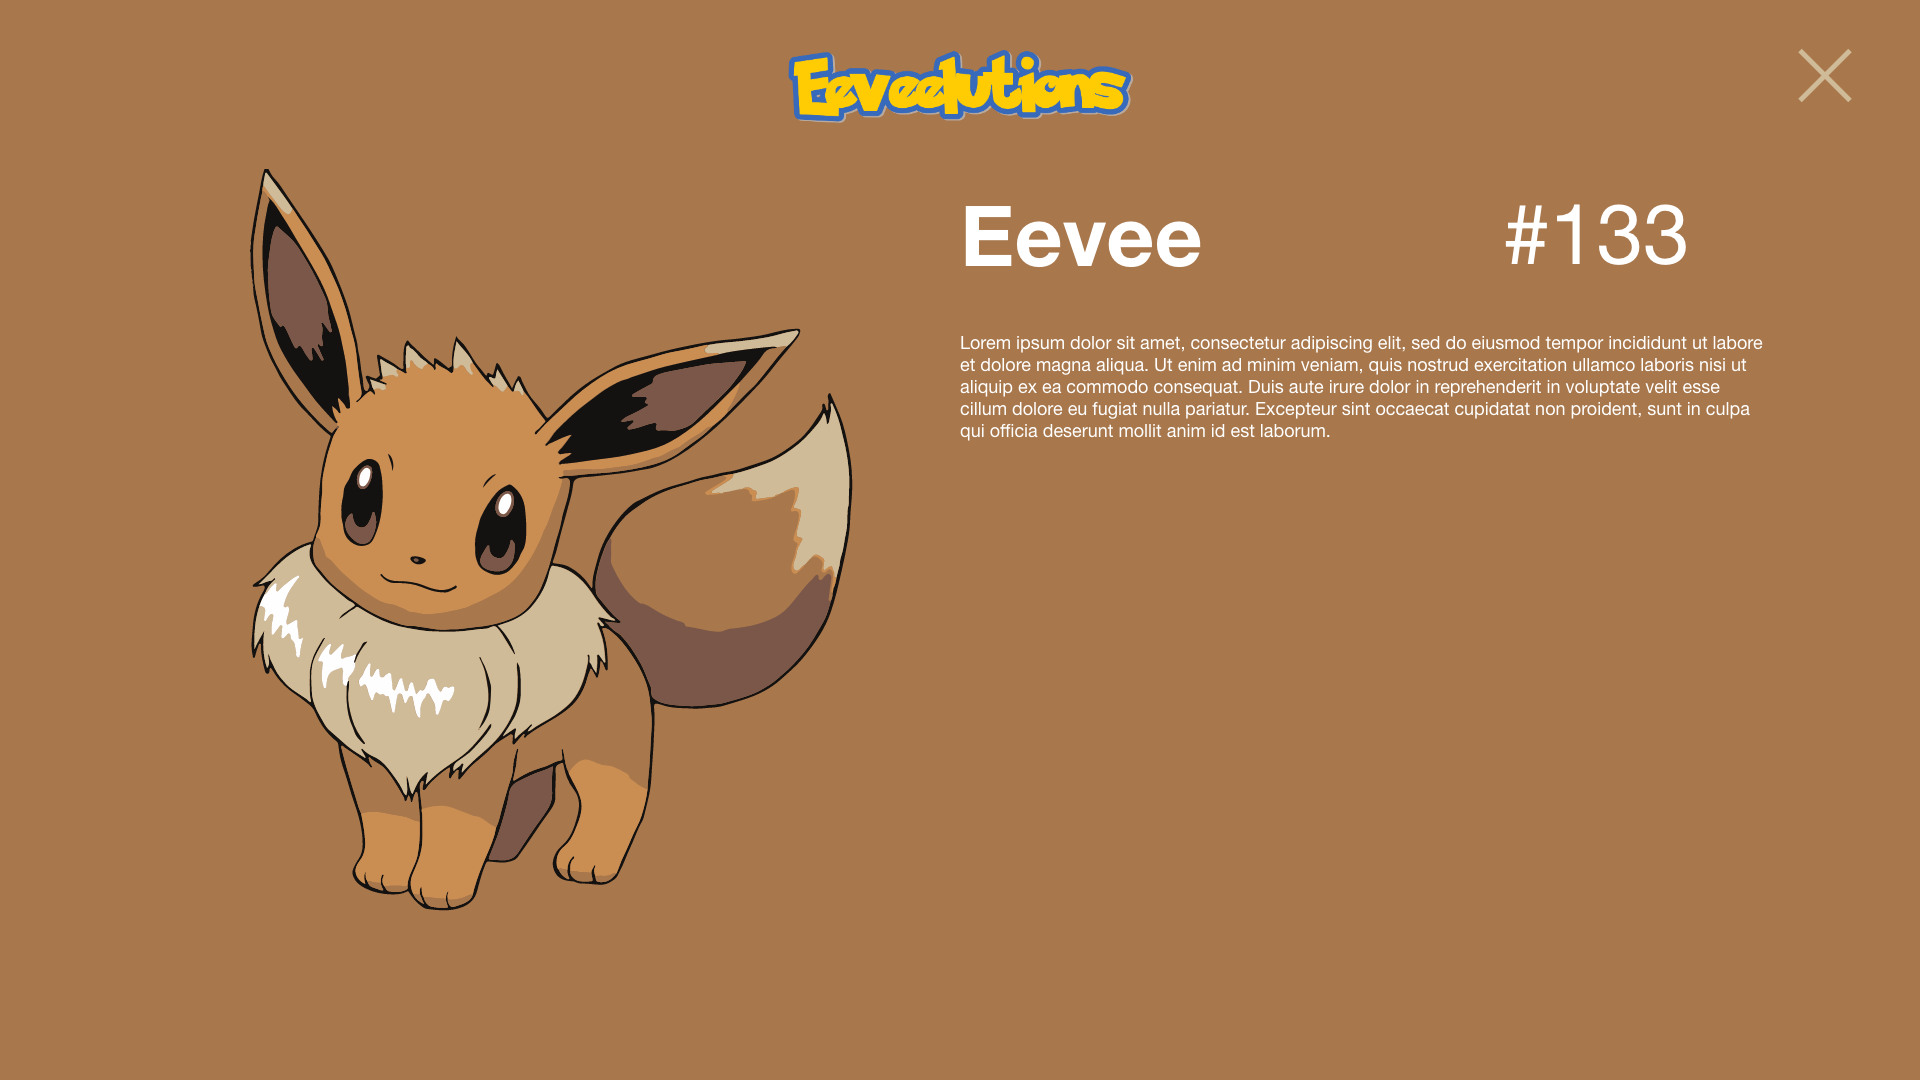 Eeveelutions
Eevee
#133
Lorem ipsum dolor sit amet, consectetur adipiscing elit, sed do eiusmod tempor incididunt ut labore
et dolore magna aliqua. Ut enim ad minim veniam, quis nostrud exercitation ullamco laboris nisi ut
aliquip ex ea commodo consequat. Duis aute irure dolor in reprehenderit in voluptate velit esse
cillum dolore eu fugiat nulla pariatur. Excepteur sint occaecat cupidatat non proident, sunt in culpa
qui officia deserunt mollit anim id est laborum.